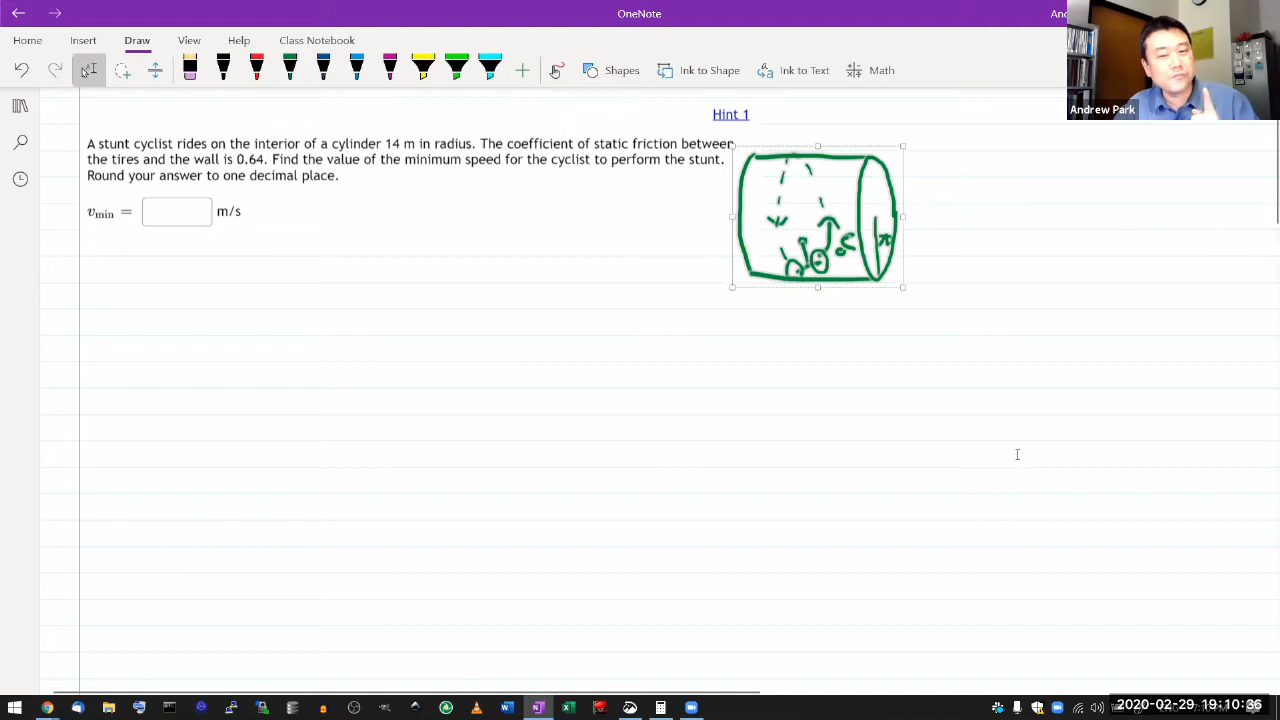 OneNote
Home Insert Draw View Help Class Notebook
Shapes Ink to Shape Ink to Text Math
Andrew Park
Hint 1
A stunt cyclist rides on the interior of a cylinder 14 m in radius. The coefficient of static friction between
the tires and the wall is 0.64. Find the value of the minimum speed for the cyclist to perform the stunt.
Round your answer to one decimal place.
vmin = m/s
2020-02-29 19:10:36